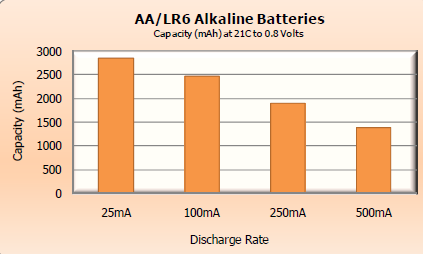 AA/LR6 Alkaline Batteries
Capacity (mAh) at 21C to 0.8 Volts
Capacity (mAh)
3000
2500
2000
1500
1000
500
0
25mA 100mA 250mA 500mA
Discharge Rate